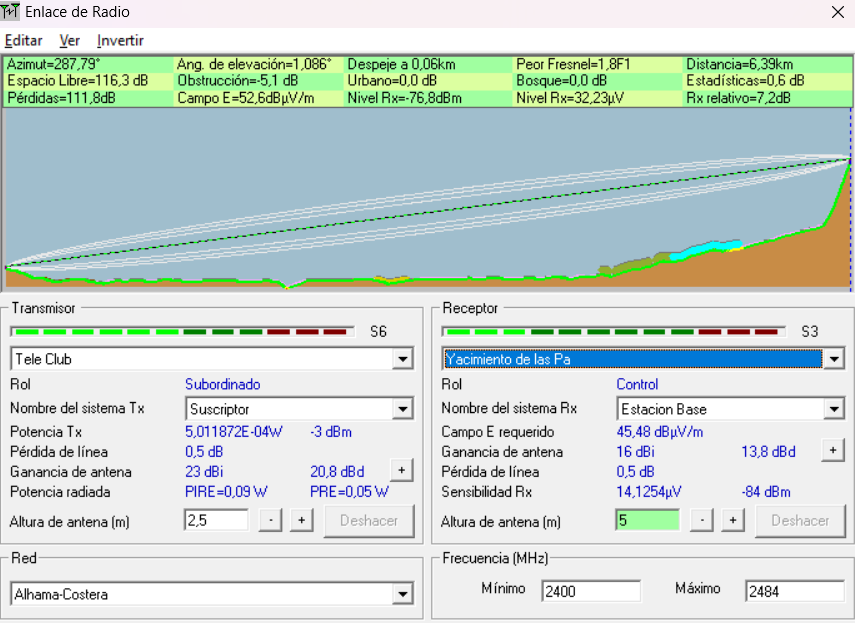 Enlace de Radio
Editar Ver Invertir
Azimut=287,79° Ang. de elevación=1,086° Despeje a 0,06km Peor Fresnel=1,8F1 Distancia=6,39km
Espacio Libre=116,3 dB Obstrucción=-5,1 dB Urbano=0,0 dB Bosque=0,0 dB Estadísticas=0,6 dB
Pérdidas=111,8dB Campo E=52,6dBµV/m Nivel Rx=-76,8dBm Nivel Rx=32,23µV Rx relativo=7,2dB
Transmisor
S6
Tele Club
Rol Subordinado
Nombre del sistema Tx Suscriptor
Potencia Tx 5,011872E-04W -3 dBm
Pérdida de línea 0,5 dB
Ganancia de antena 23 dBi 20,8 dBd +
Potencia radiada PIRE=0,09 W PRE=0,05 W
Altura de antena (m) 2,5 - + Deshacer
Receptor
S3
Yacimiento de las Pa
Rol Control
Nombre del sistema Rx Estacion Base
Campo E requerido 45,48 dBµV/m
Ganancia de antena 16 dBi 13,8 dBd +
Pérdida de línea 0,5 dB
Sensibilidad Rx 14,1254µV -84 dBm
Altura de antena (m) 5 - + Deshacer
Red
Alhama-Costera
Frecuencia (MHz)
Mínimo 2400 Máximo 2484